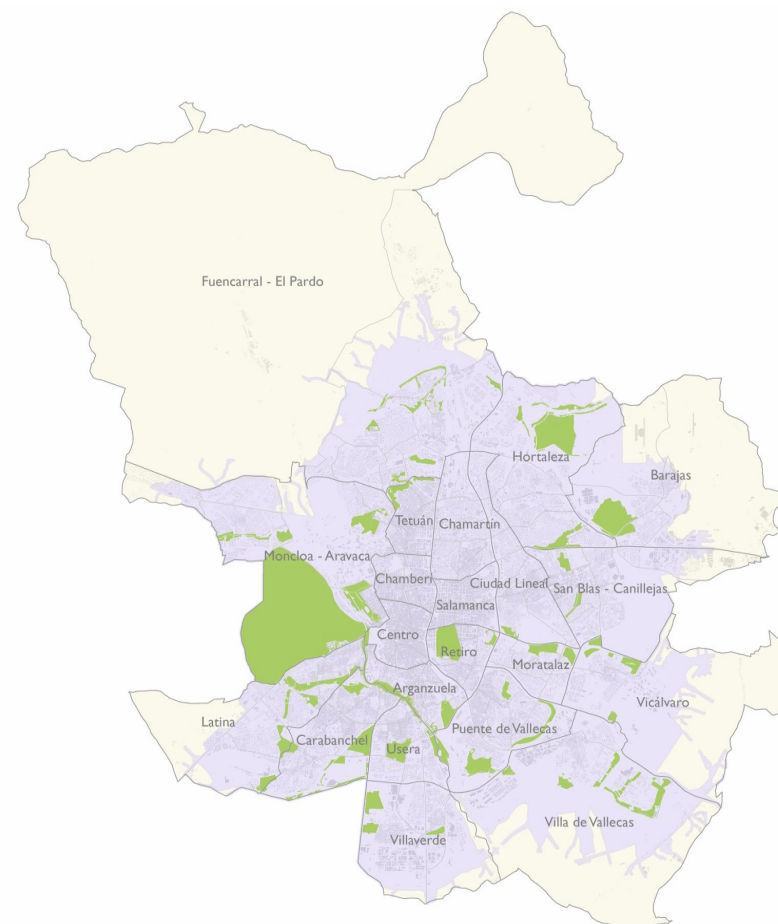 Fuencarral - El Pardo
Hortaleza
Barajas
Tetuán
Chamartín
Moncloa - Aravaca
Chamberí
Ciudad Lineal
San Blas - Canillejas
Salamanca
Centro
Retiro
Moratalaz
Arganzuela
Vicálvaro
Latina
Puente de Vallecas
Carabanchel
Usera
Villa de Vallecas
Villaverde